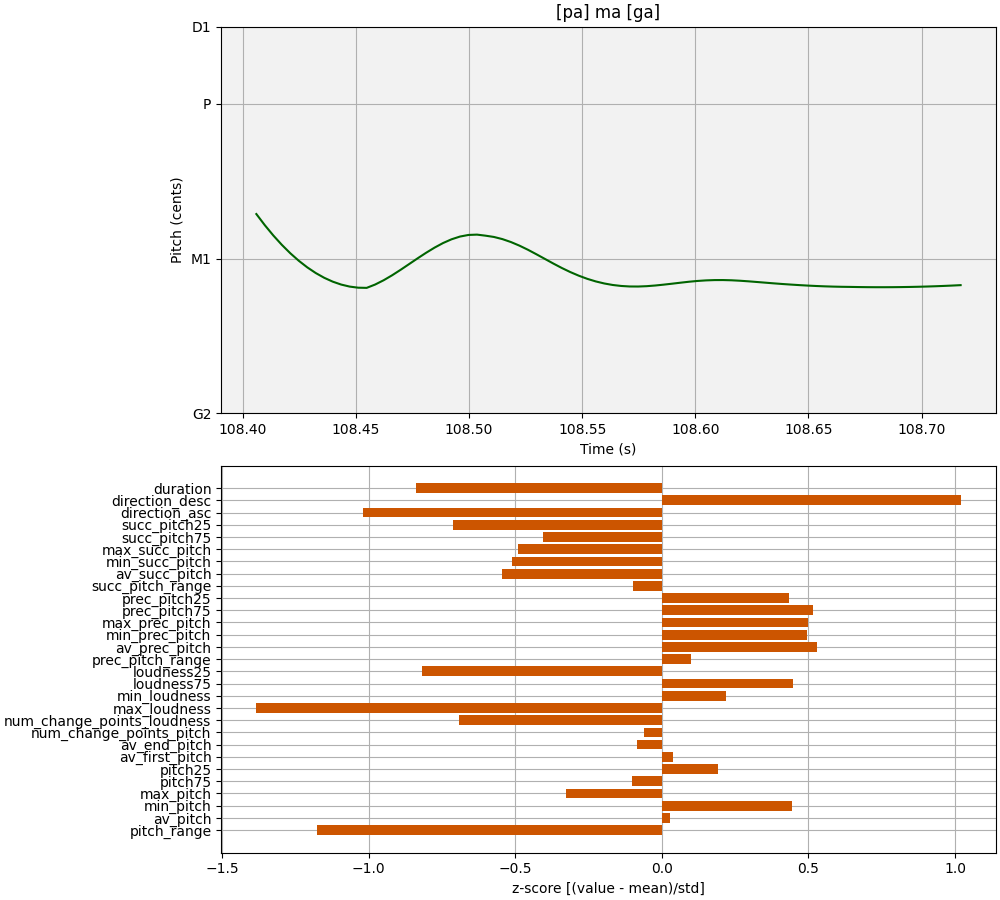 [pa] ma [ga]
D1
P
M1
G2
Pitch (cents)
108.40 108.45 108.50 108.55 108.60 108.65 108.70
Time (s)
duration
direction_desc
direction_asc
succ_pitch25
succ_pitch75
max_succ_pitch
min_succ_pitch
av_succ_pitch
succ_pitch_range
prec_pitch25
prec_pitch75
max_prec_pitch
min_prec_pitch
av_prec_pitch
prec_pitch_range
loudness25
loudness75
min_loudness
max_loudness
num_change_points_loudness
num_change_points_pitch
av_end_pitch
av_first_pitch
pitch25
pitch75
max_pitch
min_pitch
av_pitch
pitch_range
−1.5 −1.0 −0.5 0.0 0.5 1.0
z-score [(value - mean)/std]